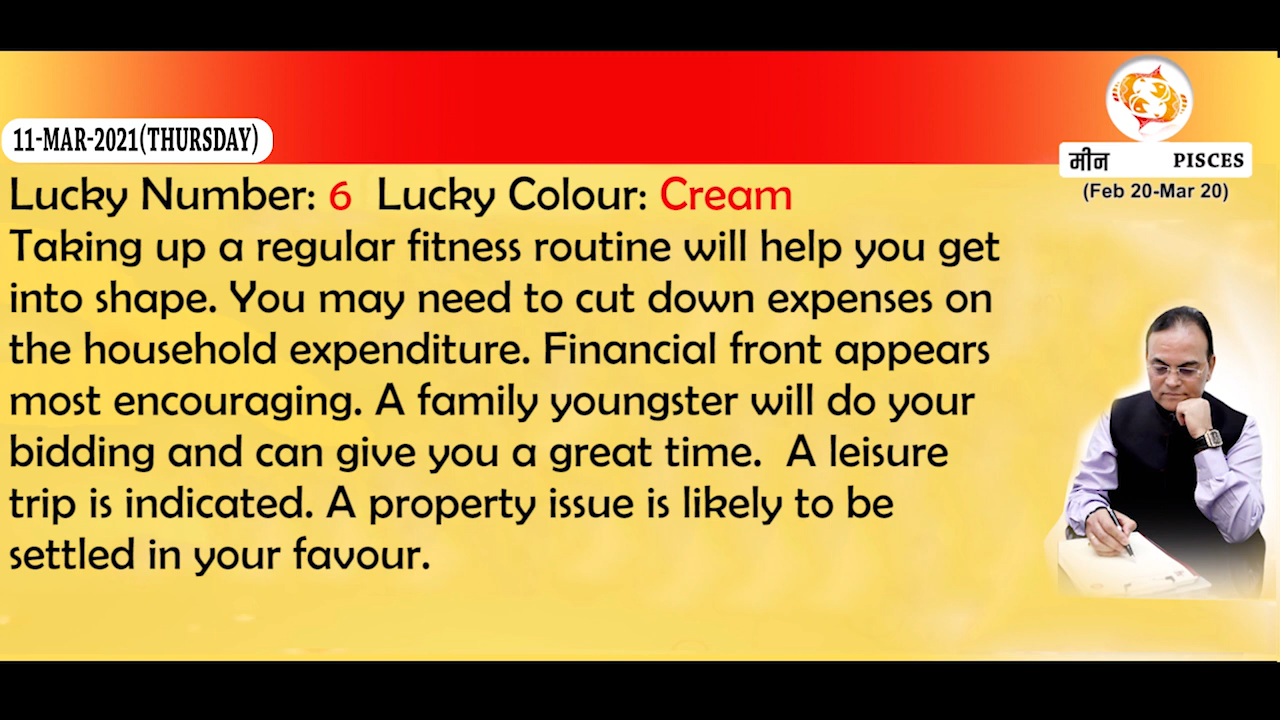 11-MAR-2021(THURSDAY)
मीन PISCES
(Feb 20-Mar 20)
Lucky Number: 6 Lucky Colour: Cream
Taking up a regular fitness routine will help you get
into shape. You may need to cut down expenses on
the household expenditure. Financial front appears
most encouraging. A family youngster will do your
bidding and can give you a great time. A leisure
trip is indicated. A property issue is likely to be
settled in your favour.